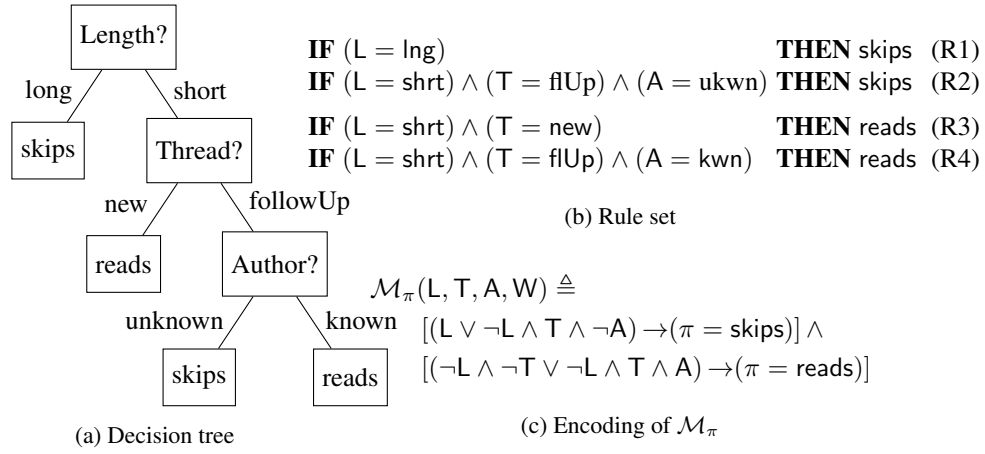 Length?
long
short
skips
Thread?
new
followUp
reads
Author?
unknown
known
skips
reads
(a) Decision tree
IF (L = lng) THEN skips (R1)
IF (L = shrt) ∧ (T = flUp) ∧ (A = ukwn) THEN skips (R2)
IF (L = shrt) ∧ (T = new) THEN reads (R3)
IF (L = shrt) ∧ (T = flUp) ∧ (A = kwn) THEN reads (R4)
(b) Rule set
ℳπ(L, T, A, W) ≜
[(L ∨ ¬L ∧ T ∧ ¬A) →(π = skips)] ∧
[(¬L ∧ ¬T ∨ ¬L ∧ T ∧ A) →(π = reads)]
(c) Encoding of ℳπ